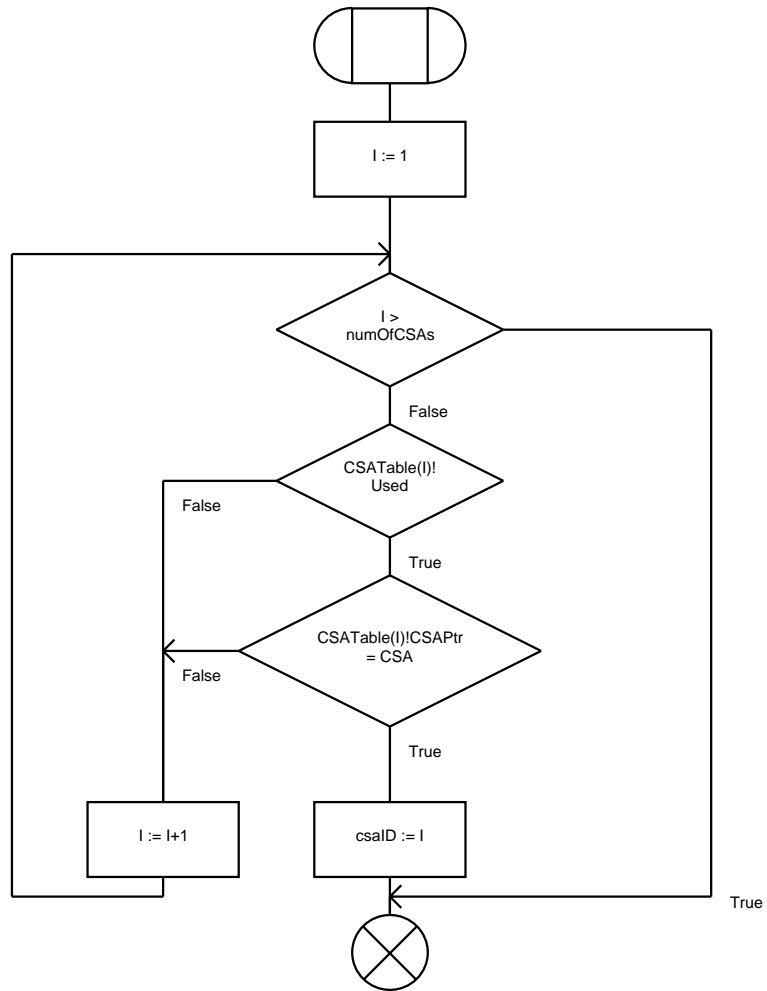 I := 1
I >
numOfCSAs
False
CSATable(I)!
Used
False
True
CSATable(I)!CSAPtr
= CSA
False
True
I := I+1
csaID := I
True